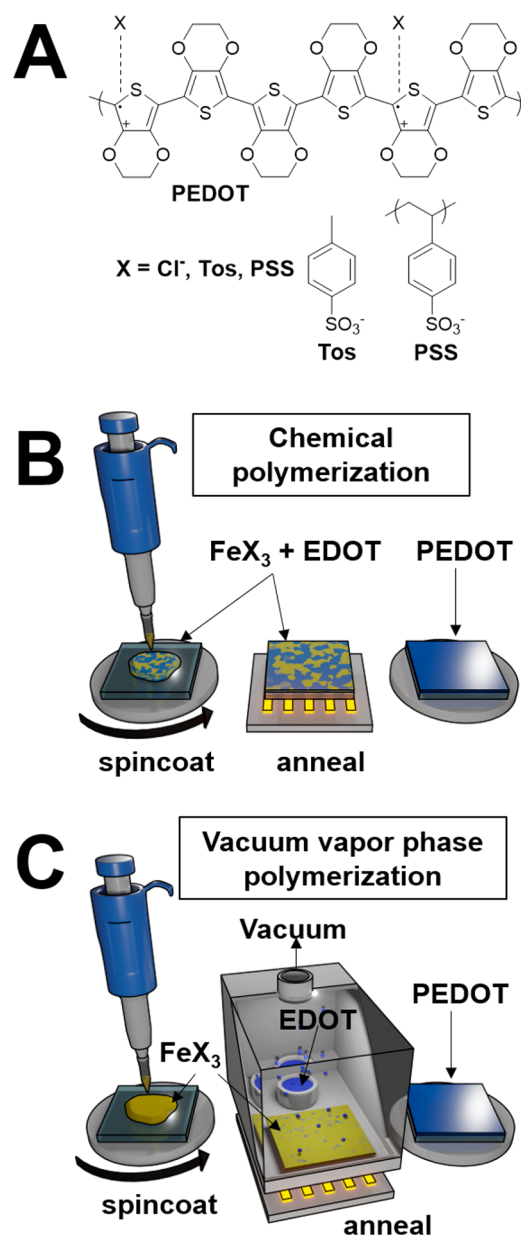 A
X
X
O O O O O O
S S S
+ +
S S S
O O O O O O
PEDOT
X = Cl⁻, Tos, PSS
SO₃⁻ SO₃⁻
Tos PSS
B
Chemical
polymerization
FeX₃ + EDOT
PEDOT
spincoat
anneal
C
Vacuum vapor phase
polymerization
Vacuum
EDOT
PEDOT
FeX₃
spincoat
anneal